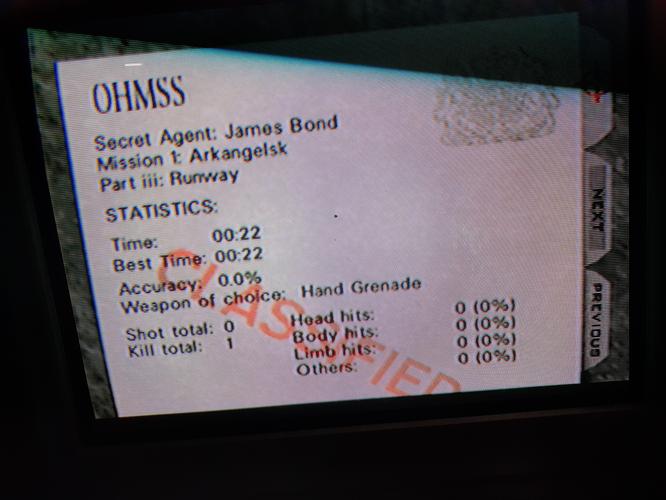 OHMSS
Secret Agent: James Bond
Mission 1: Arkangelsk
Part iii: Runway
STATISTICS:
Time: 00:22
Best Time: 00:22
Accuracy: 0.0%
Weapon of choice: Hand Grenade
Shot total: 0
Kill total: 1
Head hits: 0 (0%)
Body hits: 0 (0%)
Limb hits: 0 (0%)
Others: 0 (0%)
CLASSIFIED
NEXT
PREVIOUS